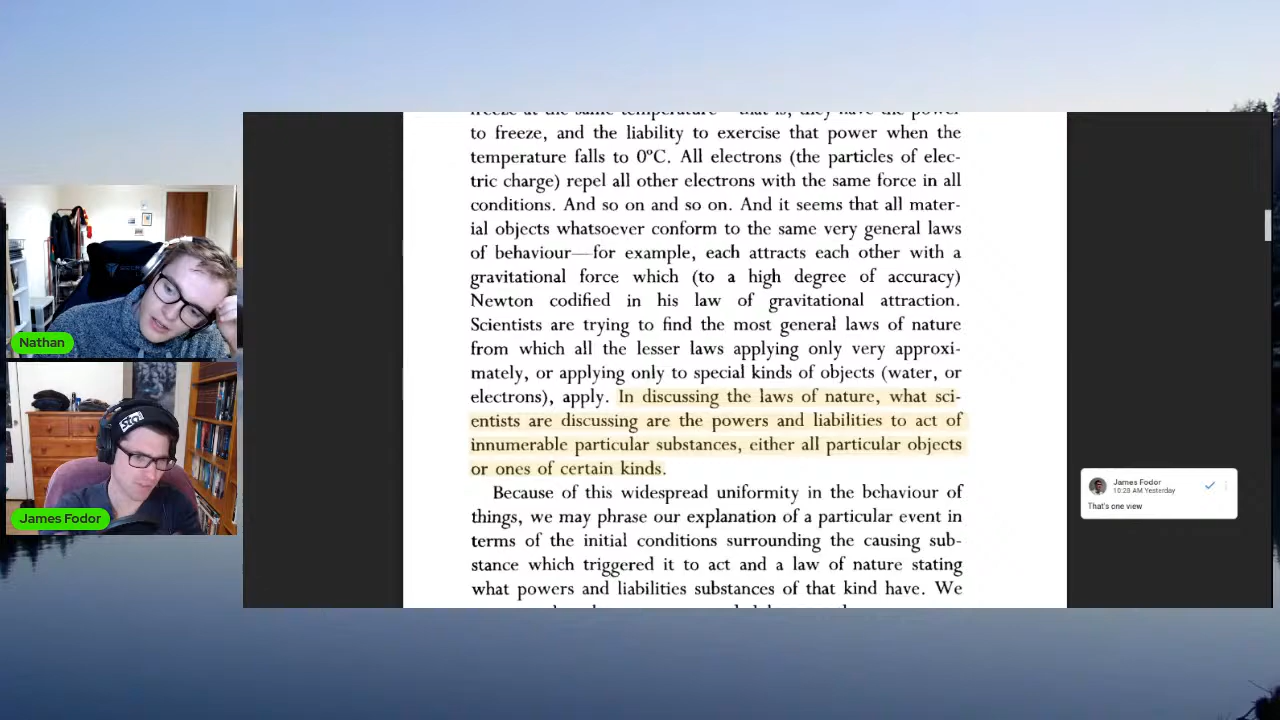 to freeze, and the liability to exercise that power when the
temperature falls to 0°C. All electrons (the particles of elec-
tric charge) repel all other electrons with the same force in all
conditions. And so on and so on. And it seems that all mater-
ial objects whatsoever conform to the same very general laws
of behaviour—for example, each attracts each other with a
gravitational force which (to a high degree of accuracy)
Newton codified in his law of gravitational attraction.
Scientists are trying to find the most general laws of nature
from which all the lesser laws applying only very approxi-
mately, or applying only to special kinds of objects (water, or
electrons), apply. In discussing the laws of nature, what sci-
entists are discussing are the powers and liabilities to act of
innumerable particular substances, either all particular objects
or ones of certain kinds.
Because of this widespread uniformity in the behaviour of
things, we may phrase our explanation of a particular event in
terms of the initial conditions surrounding the causing sub-
stance which triggered it to act and a law of nature stating
what powers and liabilities substances of that kind have. We
James Fodor
10:28 AM Yesterday
That's one view
Nathan
James Fodor